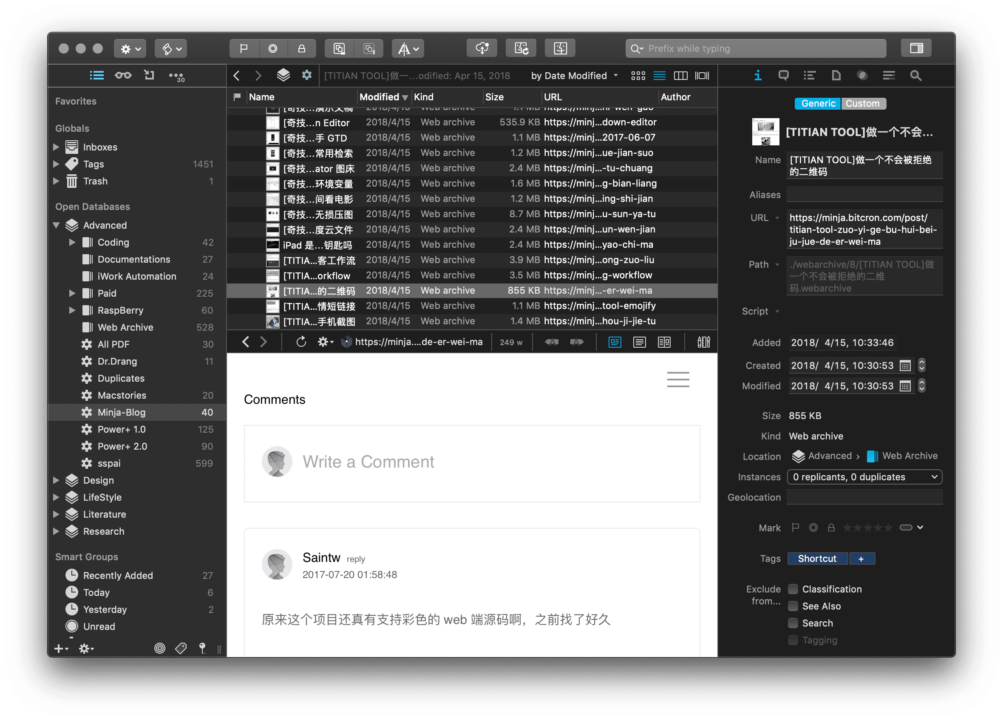 Prefix while typing
[TITIAN TOOL]做一...odified: Apr 15, 2018
by Date Modified
30
Favorites
Globals
Inboxes
Tags 1451
Trash 1
Open Databases
Advanced
Coding 42
Documentations 27
iWork Automation 24
Paid 225
RaspBerry 60
Web Archive 528
All PDF 30
Dr.Drang 11
Duplicates
Macstories 20
Minja-Blog 40
Power+ 1.0 125
Power+ 2.0 90
sspai 599
Design
LifeStyle
Literature
Research
Smart Groups
Recently Added 27
Today 6
Yesterday 2
Unread
Name Modified Kind Size URL Author
[奇技...演示文稿 2018/4/15 Web archive 1.7 MB https://minj...hi-wen-gao
[奇技...n Editor 2018/4/15 Web archive 535.9 KB https://minj...down-editor
[奇技...手 GTD 2018/4/15 Web archive 1.1 MB https://minj...2017-06-07
[奇技...常用检索 2018/4/15 Web archive 1.2 MB https://minj...ue-jian-suo
[奇技...ator 图床 2018/4/15 Web archive 2.4 MB https://minj...-tu-chuang
[奇技...环境变量 2018/4/15 Web archive 1.6 MB https://minj...g-bian-liang
[奇技...间看电影 2018/4/15 Web archive 1.2 MB https://minj...ing-shi-jian
[奇技...无损压图 2018/4/15 Web archive 8.7 MB https://minj...u-sun-ya-tu
[奇技...度云文件 2018/4/15 Web archive 2.4 MB https://minj...un-wen-jian
iPad 是...钥匙吗 2018/4/15 Web archive 2.4 MB https://minj...yao-chi-ma
[TITIA...客工作流 2018/4/15 Web archive 3.9 MB https://minj...ong-zuo-liu
[TITIA...orkflow 2018/4/15 Web archive 3.5 MB https://minj...g-workflow
[TITIA...的二维码 2018/4/15 Web archive 855 KB https://minj...-er-wei-ma
[TITIA...情短链接 2018/4/15 Web archive 1.1 MB https://minj...tool-emojify
[TITIA...手机截图 2018/4/15 Web archive 1.4 MB https://minj...hou-ji-jie-tu
https://minja....de-er-wei-ma 249 w
Comments
Write a Comment
Saintw reply
2017-07-20 01:58:48
原来这个项目还真有支持彩色的 web 端源码啊，之前找了好久
Generic Custom
[TITIAN TOOL]做一个不会...
Name [TITIAN TOOL]做一个不会被拒绝
的二维码
Aliases
URL https://minja.bitcron.com/post/
titian-tool-zuo-yi-ge-bu-hui-bei-
ju-jue-de-er-wei-ma
Path ./webarchive/8/[TITIAN TOOL]做
一个不会被拒绝的二维
码.webarchive
Script
Added 2018/ 4/15, 10:33:46
Created 2018/ 4/15, 10:30:53
Modified 2018/ 4/15, 10:30:53
Size 855 KB
Kind Web archive
Location Advanced › Web Archive
Instances 0 replicants, 0 duplicates
Geolocation
Mark
Tags Shortcut +
Exclude from... Classification
See Also
Search
Tagging